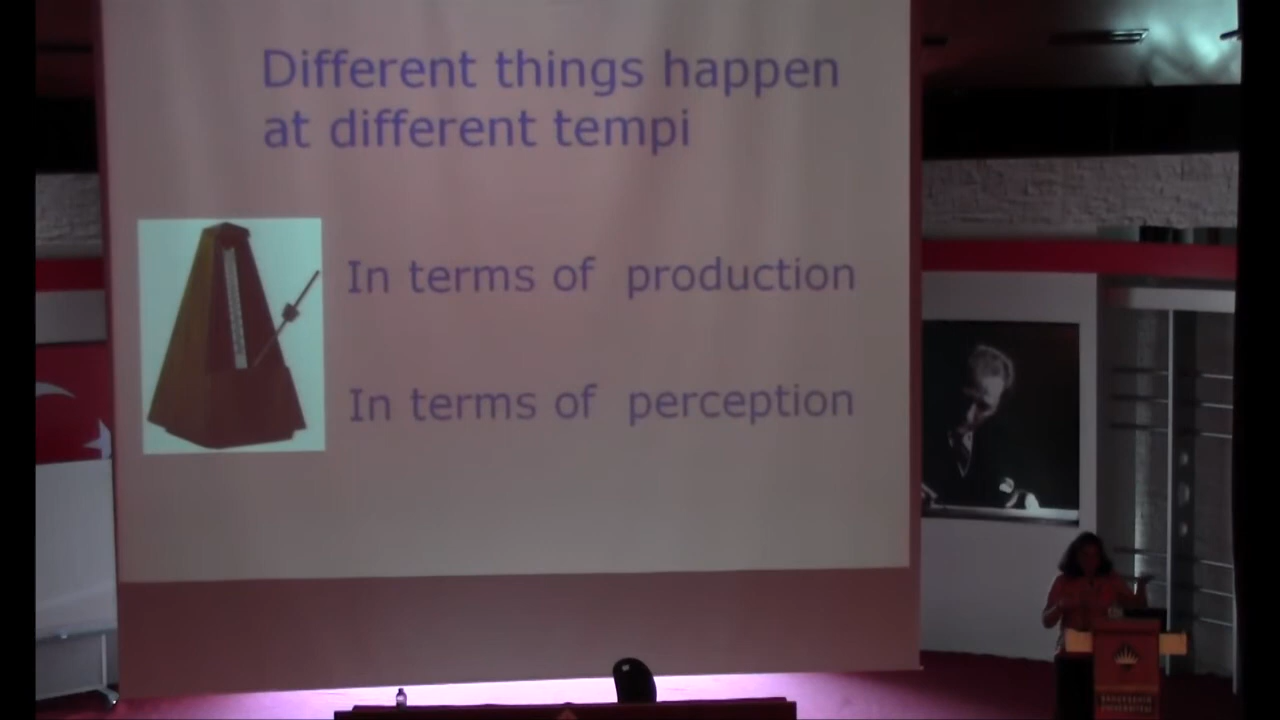 Different things happen
at different tempi
In terms of production
In terms of perception